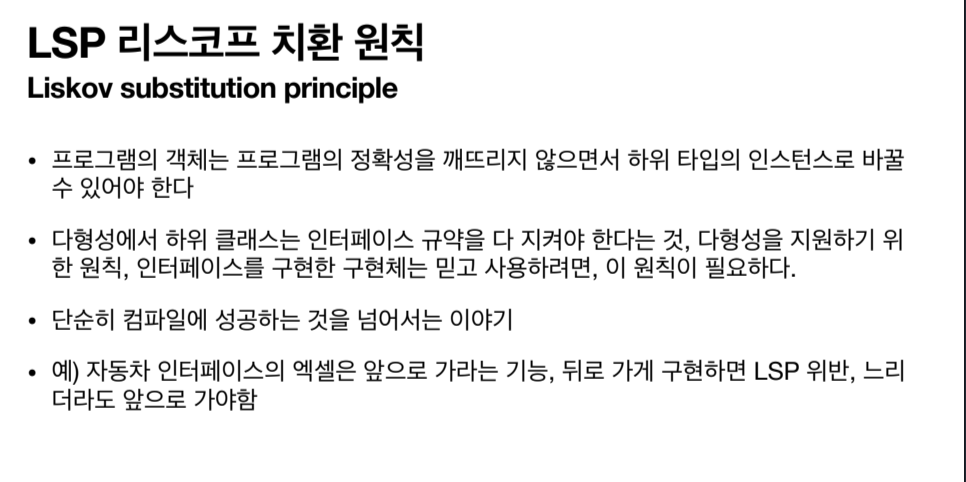 LSP 리스코프 치환 원칙
Liskov substitution principle
• 프로그램의 객체는 프로그램의 정확성을 깨뜨리지 않으면서 하위 타입의 인스턴스로 바꿀
수 있어야 한다
• 다형성에서 하위 클래스는 인터페이스 규약을 다 지켜야 한다는 것, 다형성을 지원하기 위
한 원칙, 인터페이스를 구현한 구현체는 믿고 사용하려면, 이 원칙이 필요하다.
• 단순히 컴파일에 성공하는 것을 넘어서는 이야기
• 예) 자동차 인터페이스의 엑셀은 앞으로 가라는 기능, 뒤로 가게 구현하면 LSP 위반, 느리
더라도 앞으로 가야함